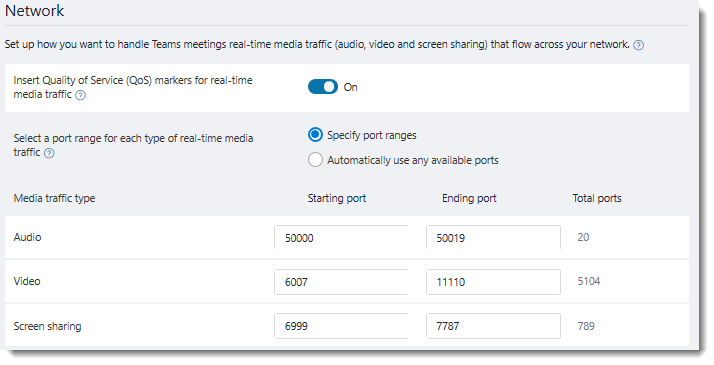 Network
Set up how you want to handle Teams meetings real-time media traffic (audio, video and screen sharing) that flow across your network. ?
Insert Quality of Service (QoS) markers for real-time
media traffic ?
On
Select a port range for each type of real-time media
traffic ?
Specify port ranges
Automatically use any available ports
Media traffic type Starting port Ending port Total ports
Audio 50000 50019 20
Video 6007 11110 5104
Screen sharing 6999 7787 789